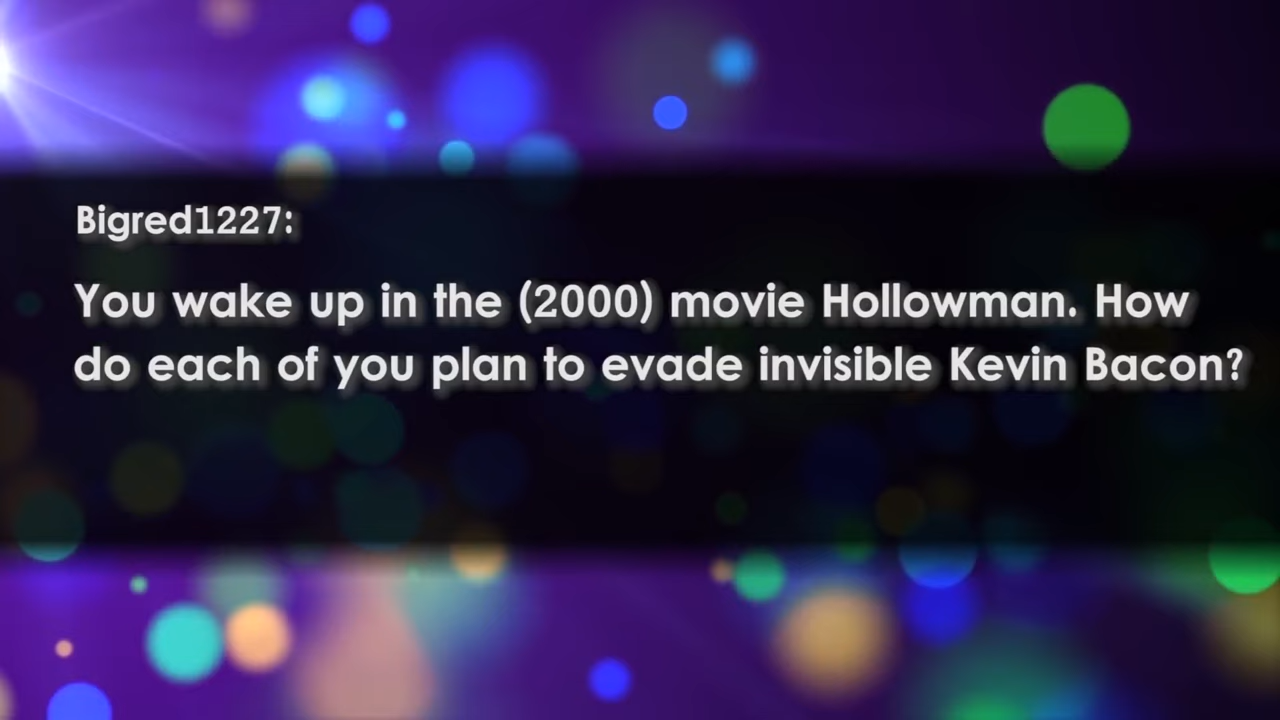 Bigred1227:
You wake up in the (2000) movie Hollowman. How
do each of you plan to evade invisible Kevin Bacon?